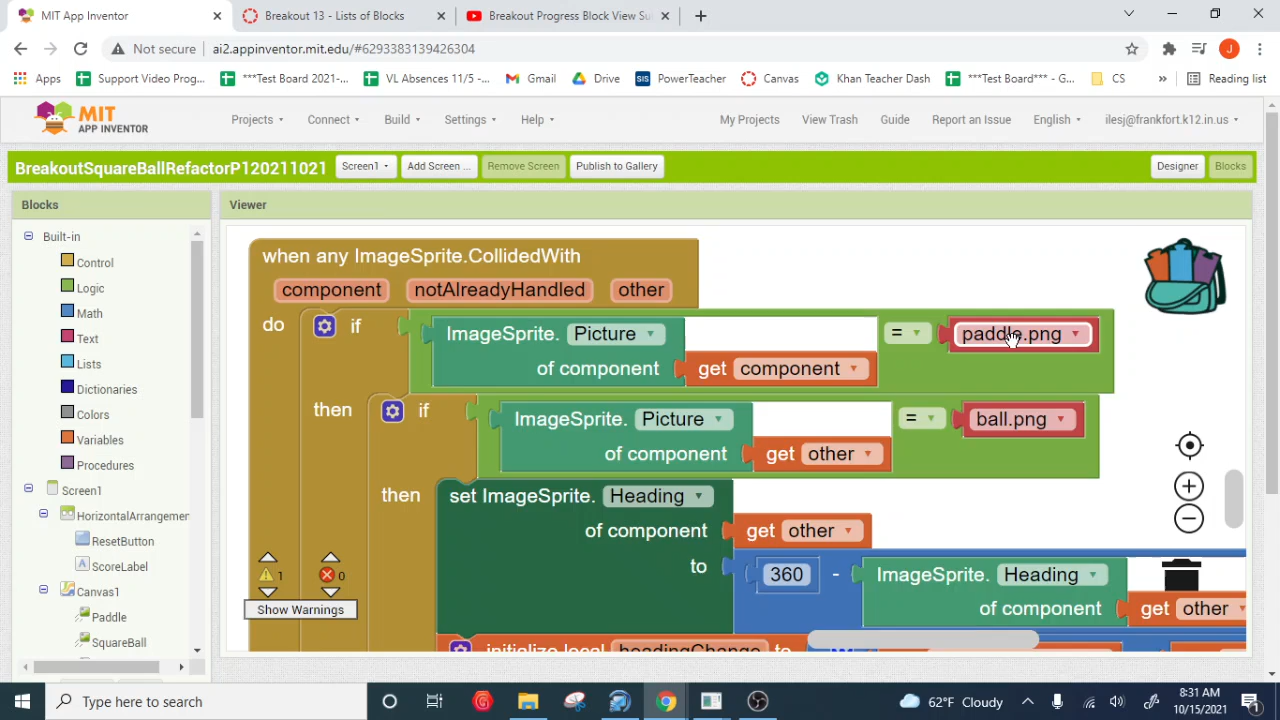 MIT App Inventor
Breakout 13 - Lists of Blocks
Breakout Progress Block View Su
Not secure
ai2.appinventor.mit.edu/#6293383139426304
J
Apps
Support Video Prog...
***Test Board 2021-...
VL Absences 11/5 -...
Gmail
Drive
SIS
PowerTeacher
Canvas
Khan Teacher Dash
***Test Board*** - G...
CS
»
Reading list
MIT
APP INVENTOR
Projects
Connect
Build
Settings
Help
My Projects
View Trash
Guide
Report an Issue
English
ilesj@frankfort.k12.in.us
BreakoutSquareBallRefactorP120211021
Screen1
Add Screen ...
Remove Screen
Publish to Gallery
Designer
Blocks
Blocks
Viewer
Built-in
Control
Logic
Math
Text
Lists
Dictionaries
Colors
Variables
Procedures
Screen1
HorizontalArrangemer
ResetButton
A ScoreLabel
Canvas1
Paddle
SquareBall
when any ImageSprite.CollidedWith
component notAlreadyHandled other
do if ImageSprite. Picture = paddle.png
of component get component
then if ImageSprite. Picture = ball.png
of component get other
then set ImageSprite. Heading
of component get other
to 360 - ImageSprite. Heading
of component get other
initialize local headingChange to
1 0
Show Warnings
Type here to search
62°F Cloudy
8:31 AM
10/15/2021
1